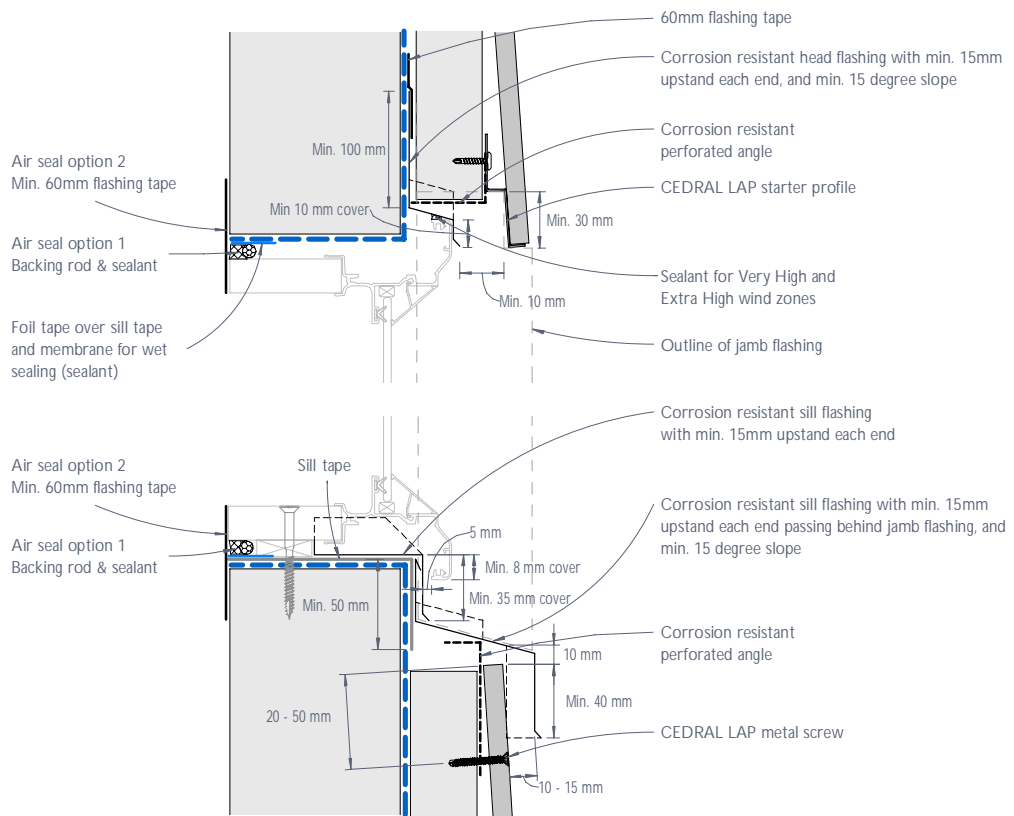 60mm flashing tape
Corrosion resistant head flashing with min. 15mm
upstand each end, and min. 15 degree slope
Min. 100 mm
Corrosion resistant
perforated angle
Air seal option 2
Min. 60mm flashing tape
CEDRAL LAP starter profile
Min 10 mm cover
Min. 30 mm
Air seal option 1
Backing rod & sealant
Sealant for Very High and
Extra High wind zones
Min. 10 mm
Foil tape over sill tape
and membrane for wet
sealing (sealant)
Outline of jamb flashing
Corrosion resistant sill flashing
with min. 15mm upstand each end
Air seal option 2
Min. 60mm flashing tape
Sill tape
Corrosion resistant sill flashing with min. 15mm
upstand each end passing behind jamb flashing, and
min. 15 degree slope
5 mm
Air seal option 1
Backing rod & sealant
Min. 8 mm cover
Min. 50 mm
Min. 35 mm cover
Corrosion resistant
perforated angle
10 mm
Min. 40 mm
20 - 50 mm
CEDRAL LAP metal screw
10 - 15 mm